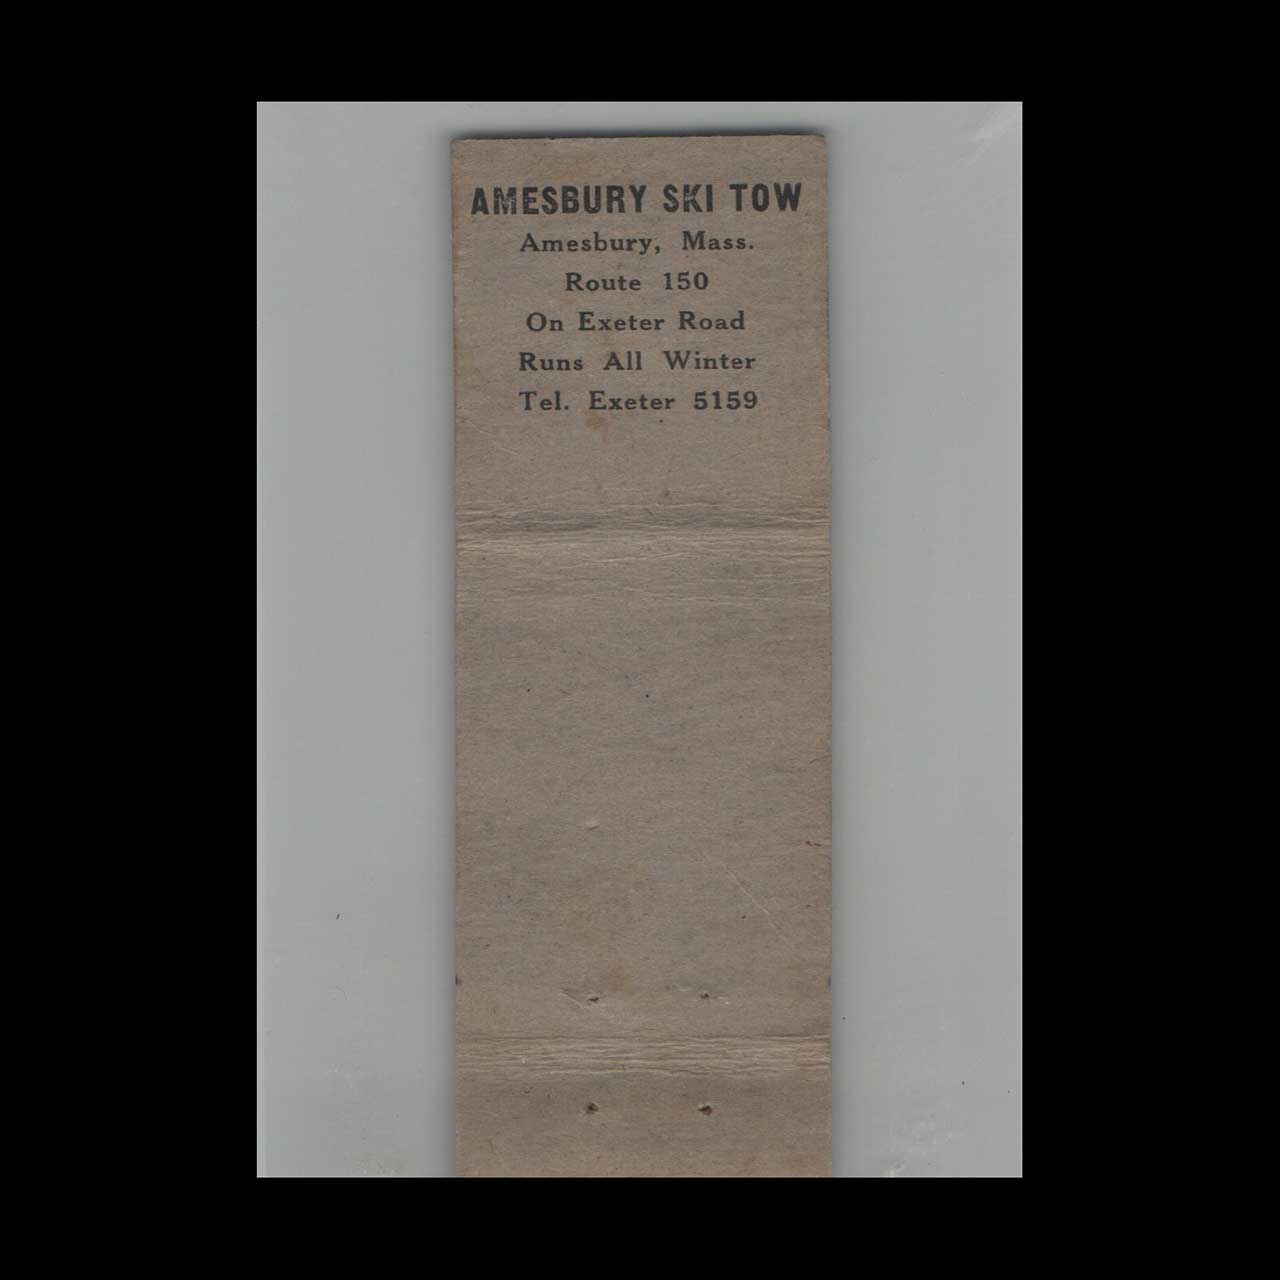 AMESBURY SKI TOW
Amesbury, Mass.
Route 150
On Exeter Road
Runs All Winter
Tel. Exeter 5159